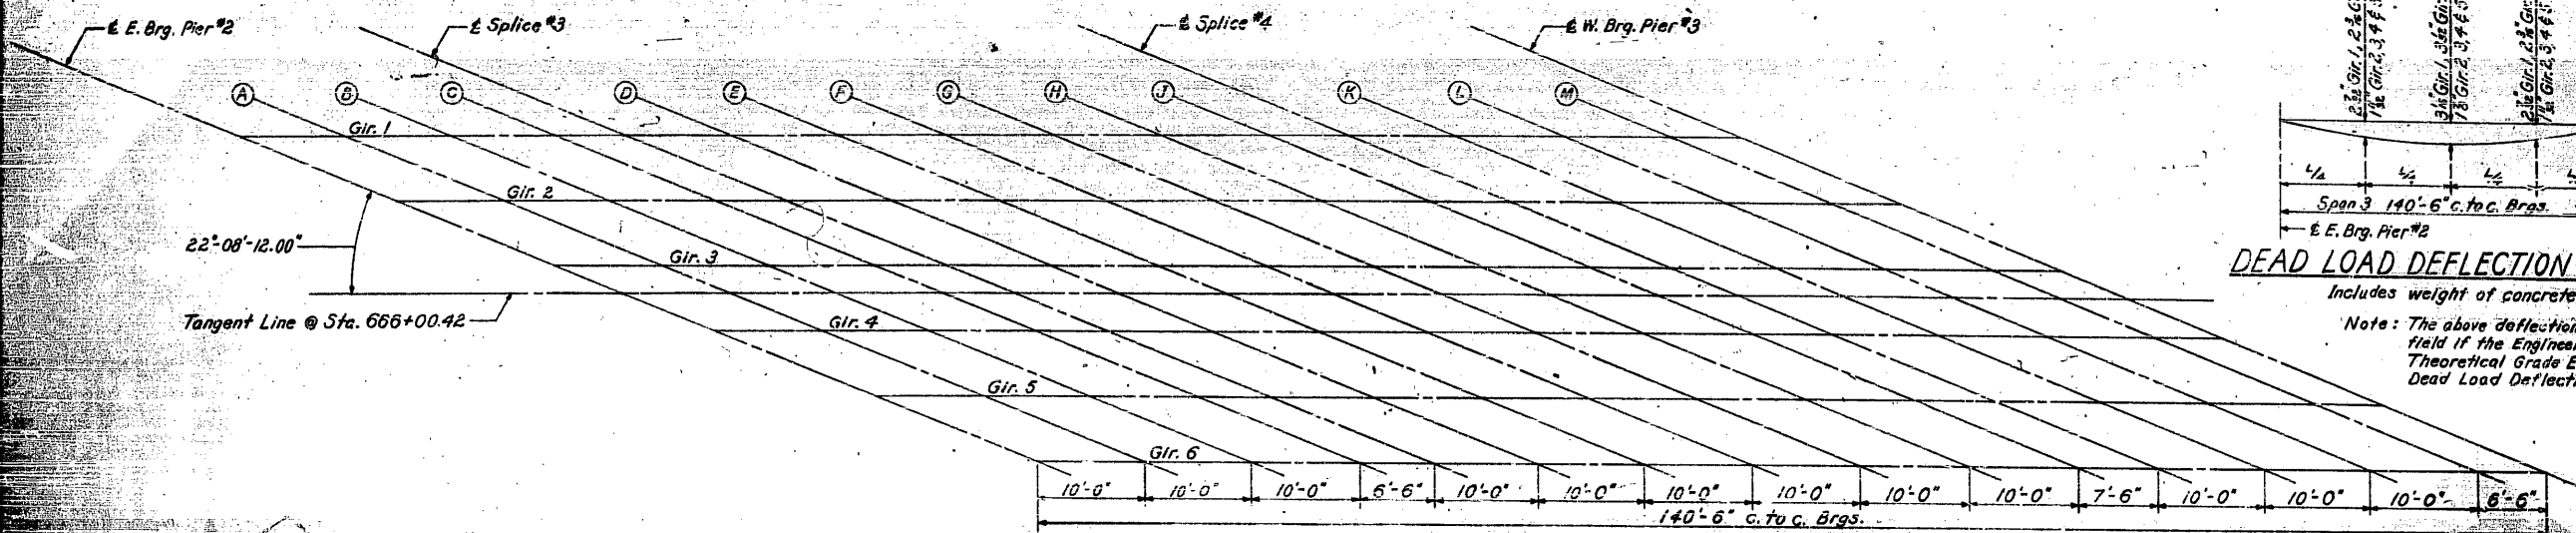 ℄ E. Brg. Pier #2
℄ Splice #3
℄ Splice #4
℄ W. Brg. Pier #3
A B C D E F G H J K L M
Gir. 1
Gir. 2
Gir. 3
Gir. 4
Gir. 5
Gir. 6
22°-08'-12.00"
Tangent Line @ Sta. 666+00.42
10'-0" 10'-0" 10'-0" 6'-6" 10'-0" 10'-0" 10'-0" 10'-0" 10'-0" 10'-0" 7'-6" 10'-0" 10'-0" 10'-0" 6'-6"
140'-6" c. to c. Brgs.
L/4 L/4 L/4
Span 3 140'-6" c. to c. Brgs.
℄ E. Brg. Pier #2
DEAD LOAD DEFLECTION
Includes weight of concrete
Note: The above deflection
field if the Engineer
Theoretical Grade E
Dead Load Deflecti